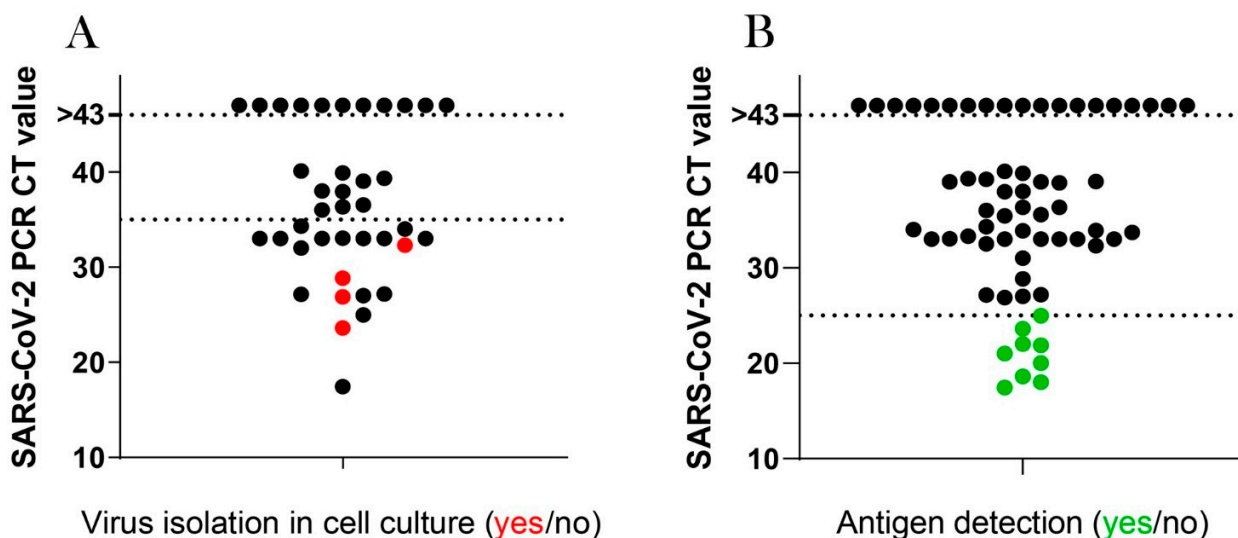 A
SARS-CoV-2 PCR CT value
>43
40
30
20
10
Virus isolation in cell culture (yes/no)
B
SARS-CoV-2 PCR CT value
>43
40
30
20
10
Antigen detection (yes/no)